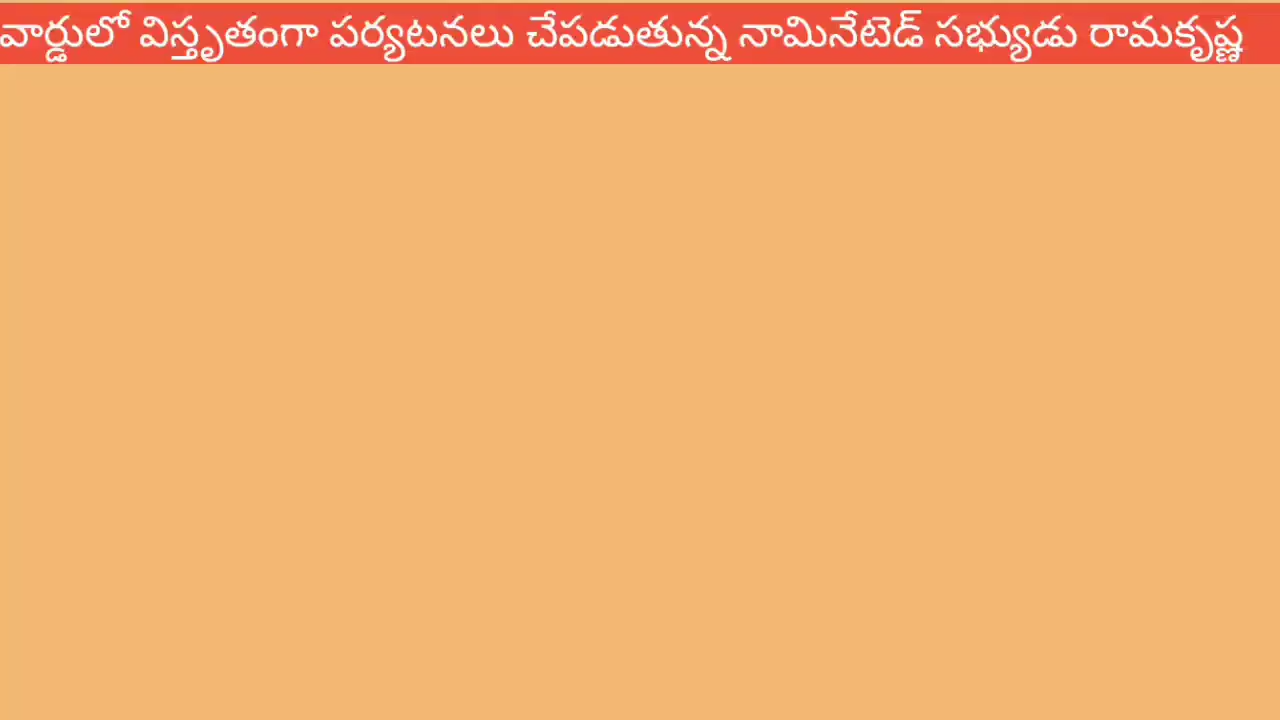 వార్డులో విస్తృతంగా పర్యటనలు చేపడుతున్న నామినేటెడ్ సభ్యుడు రామకృష్ణ